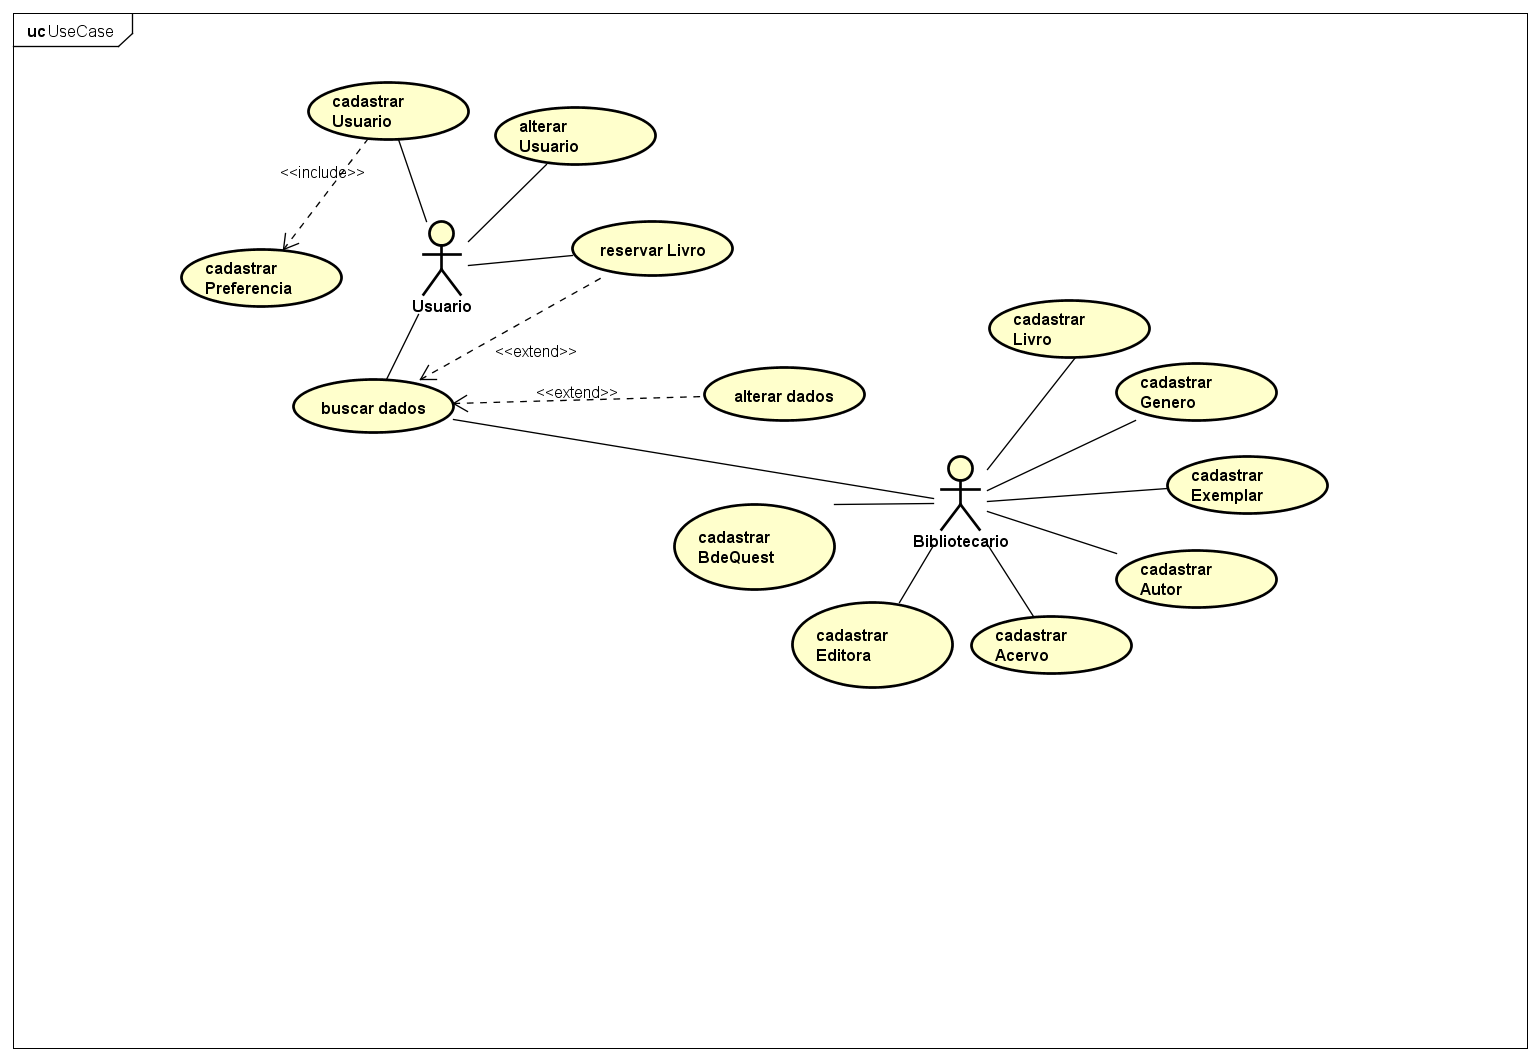 uc UseCase
cadastrar
Usuario
alterar
Usuario
<<include>>
reservar Livro
cadastrar
Preferencia
Usuario
<<extend>>
cadastrar
Livro
<<extend>>
buscar dados
alterar dados
cadastrar
Genero
cadastrar
Exemplar
Bibliotecario
cadastrar
BdeQuest
cadastrar
Autor
cadastrar
Editora
cadastrar
Acervo